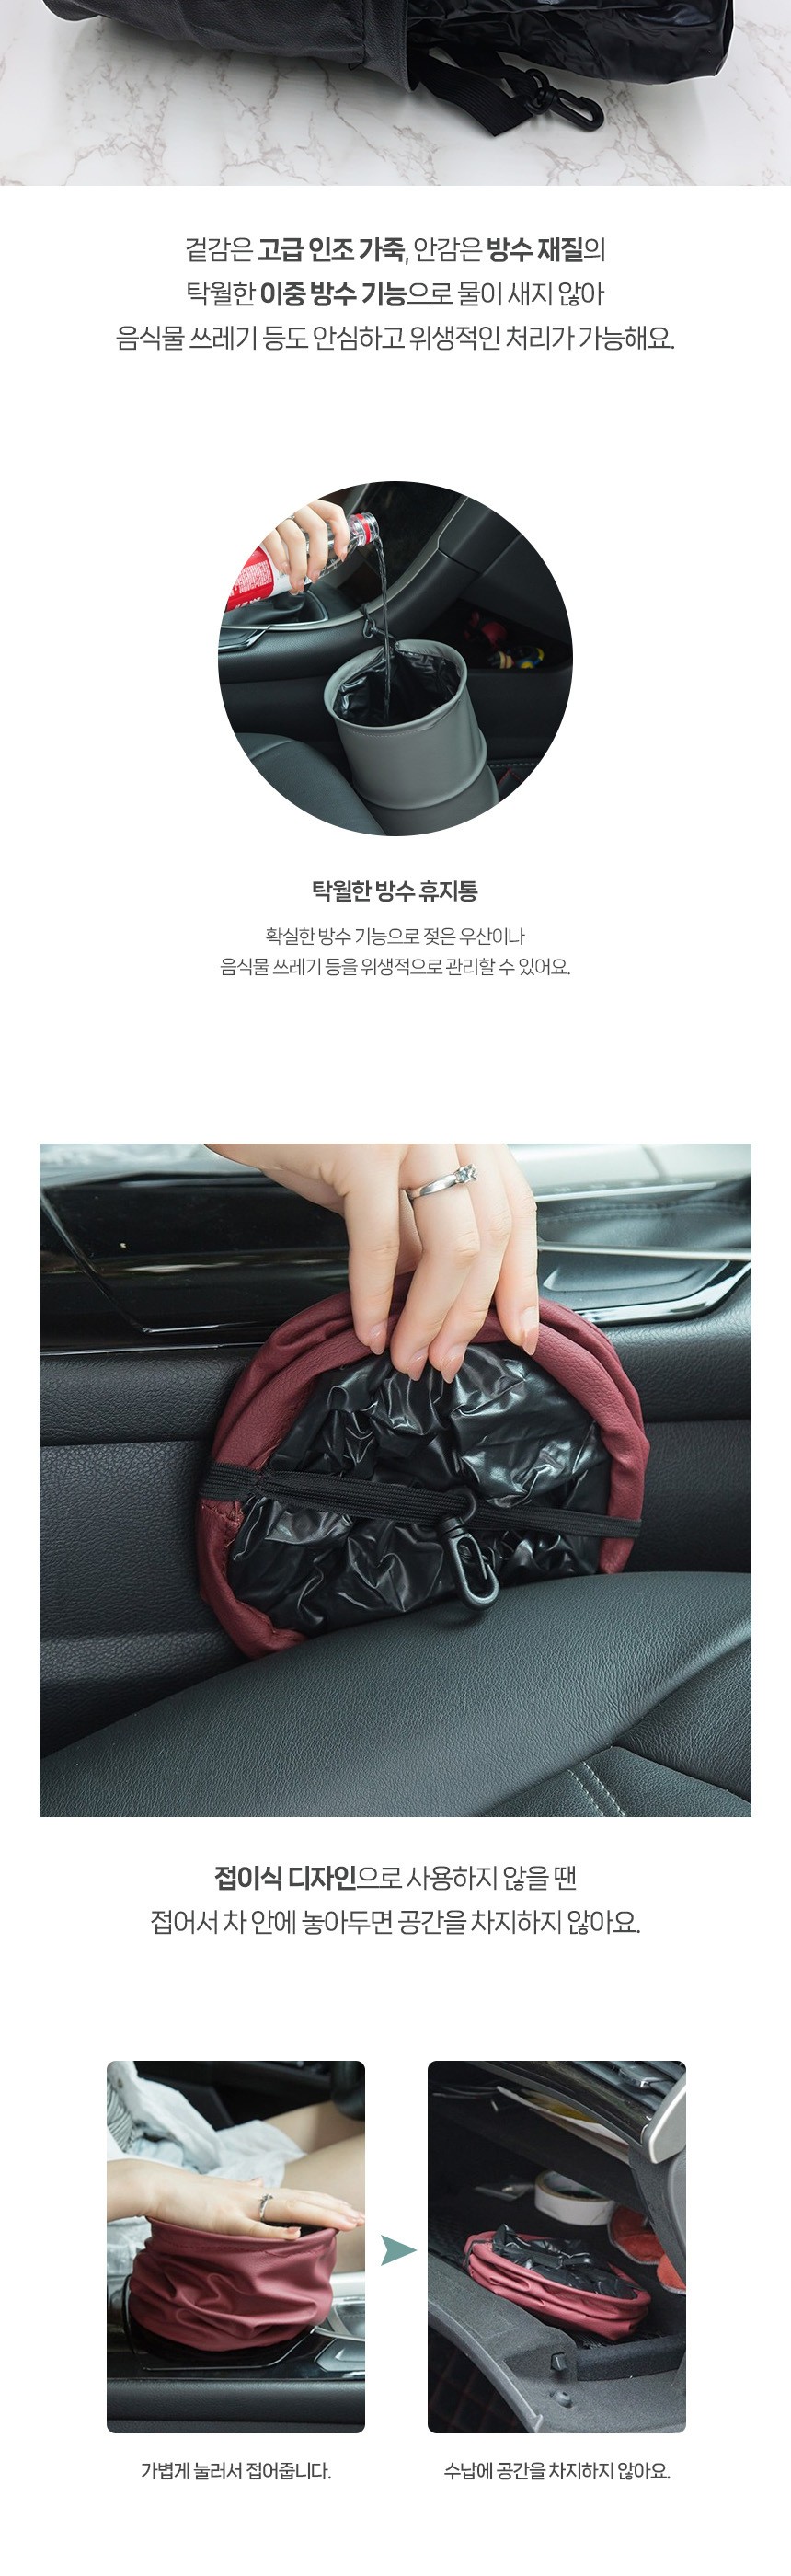 겉감은 고급 인조 가죽, 안감은 방수 재질의
탁월한 이중 방수 기능으로 물이 새지 않아
음식물 쓰레기 등도 안심하고 위생적인 처리가 가능해요.
탁월한 방수 휴지통
확실한 방수 기능으로 젖은 우산이나
음식물 쓰레기 등을 위생적으로 관리할 수 있어요.
접이식 디자인으로 사용하지 않을 땐
접어서 차 안에 놓아두면 공간을 차지하지 않아요.
가볍게 눌러서 접어줍니다.
수납에 공간을 차지하지 않아요.